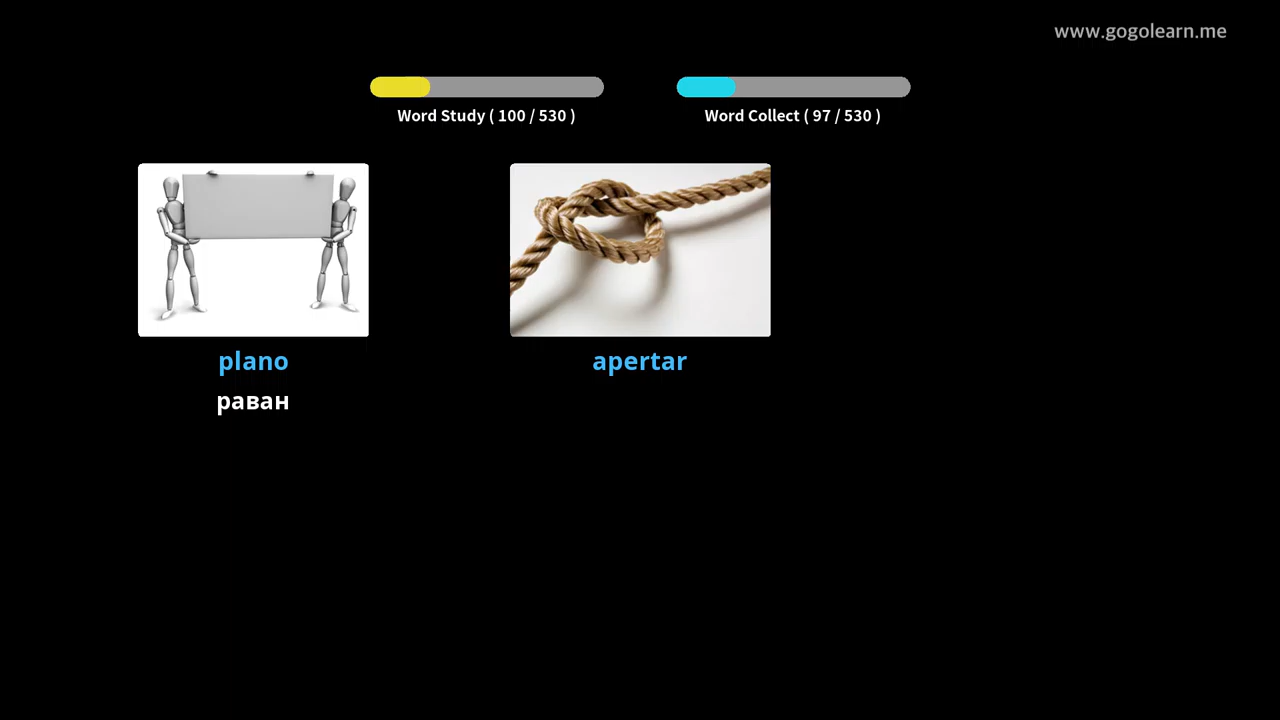 www.gogolearn.me
Word Study ( 100 / 530 )
Word Collect ( 97 / 530 )
plano
apertar
раван